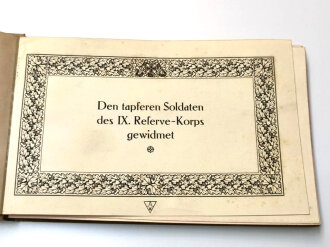 Den tapferen Soldaten
des IX. Reserve-Korps
gewidmet